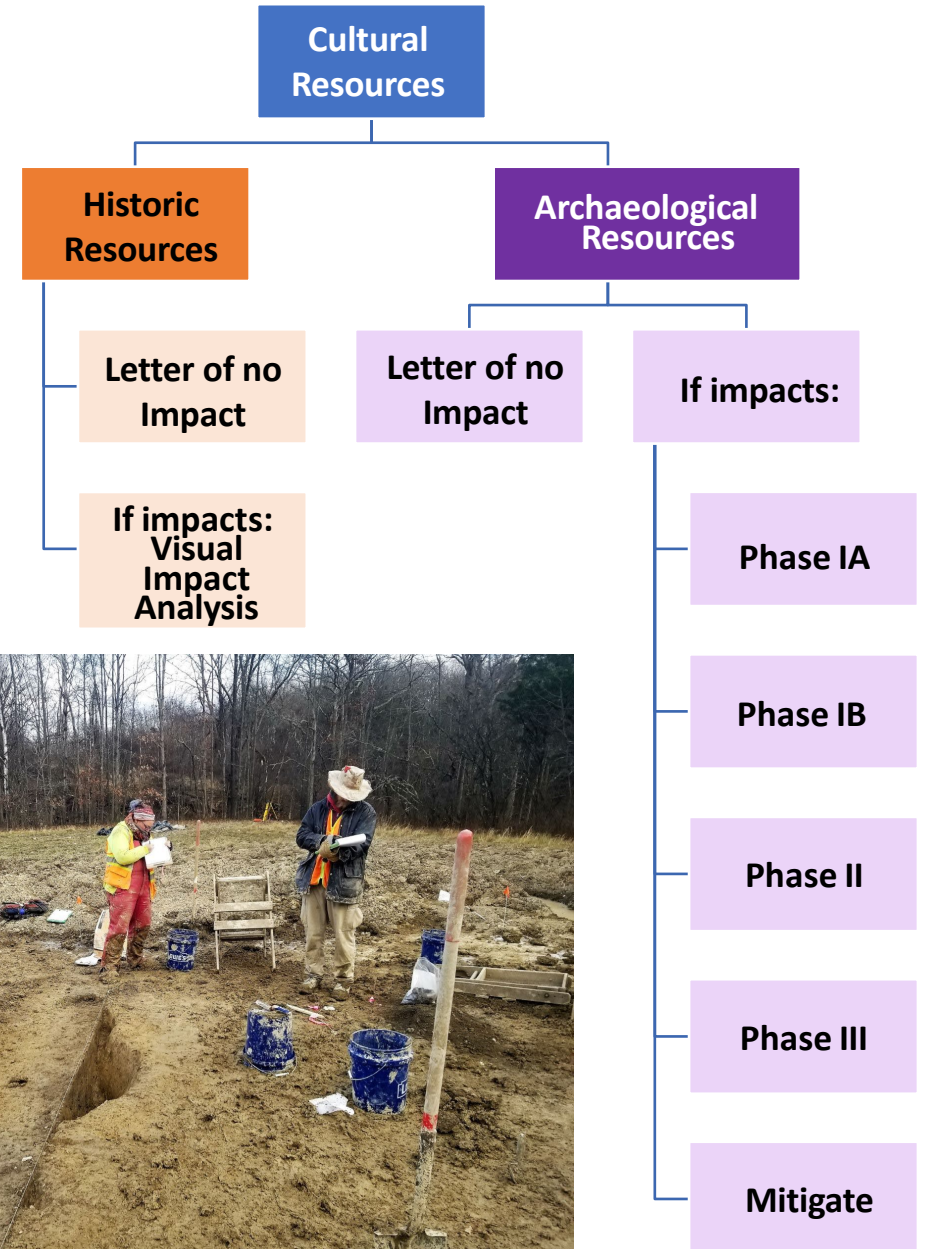 Cultural
Resources
Historic
Resources
Archaeological
Resources
Letter of no
Impact
Letter of no
Impact
If impacts:
If impacts:
Visual
Impact
Analysis
Phase IA
Phase IB
Phase II
Phase III
Mitigate